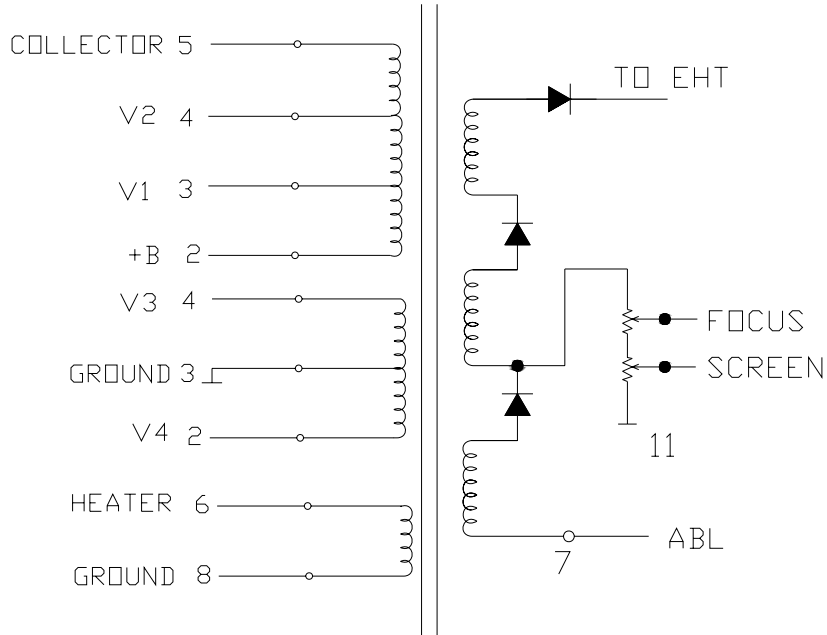 COLLECTOR 5
V2 4
V1 3
+B 2
V3 4
GROUND 3
V4 2
HEATER 6
GROUND 8
TO EHT
FOCUS
SCREEN
11
ABL
7